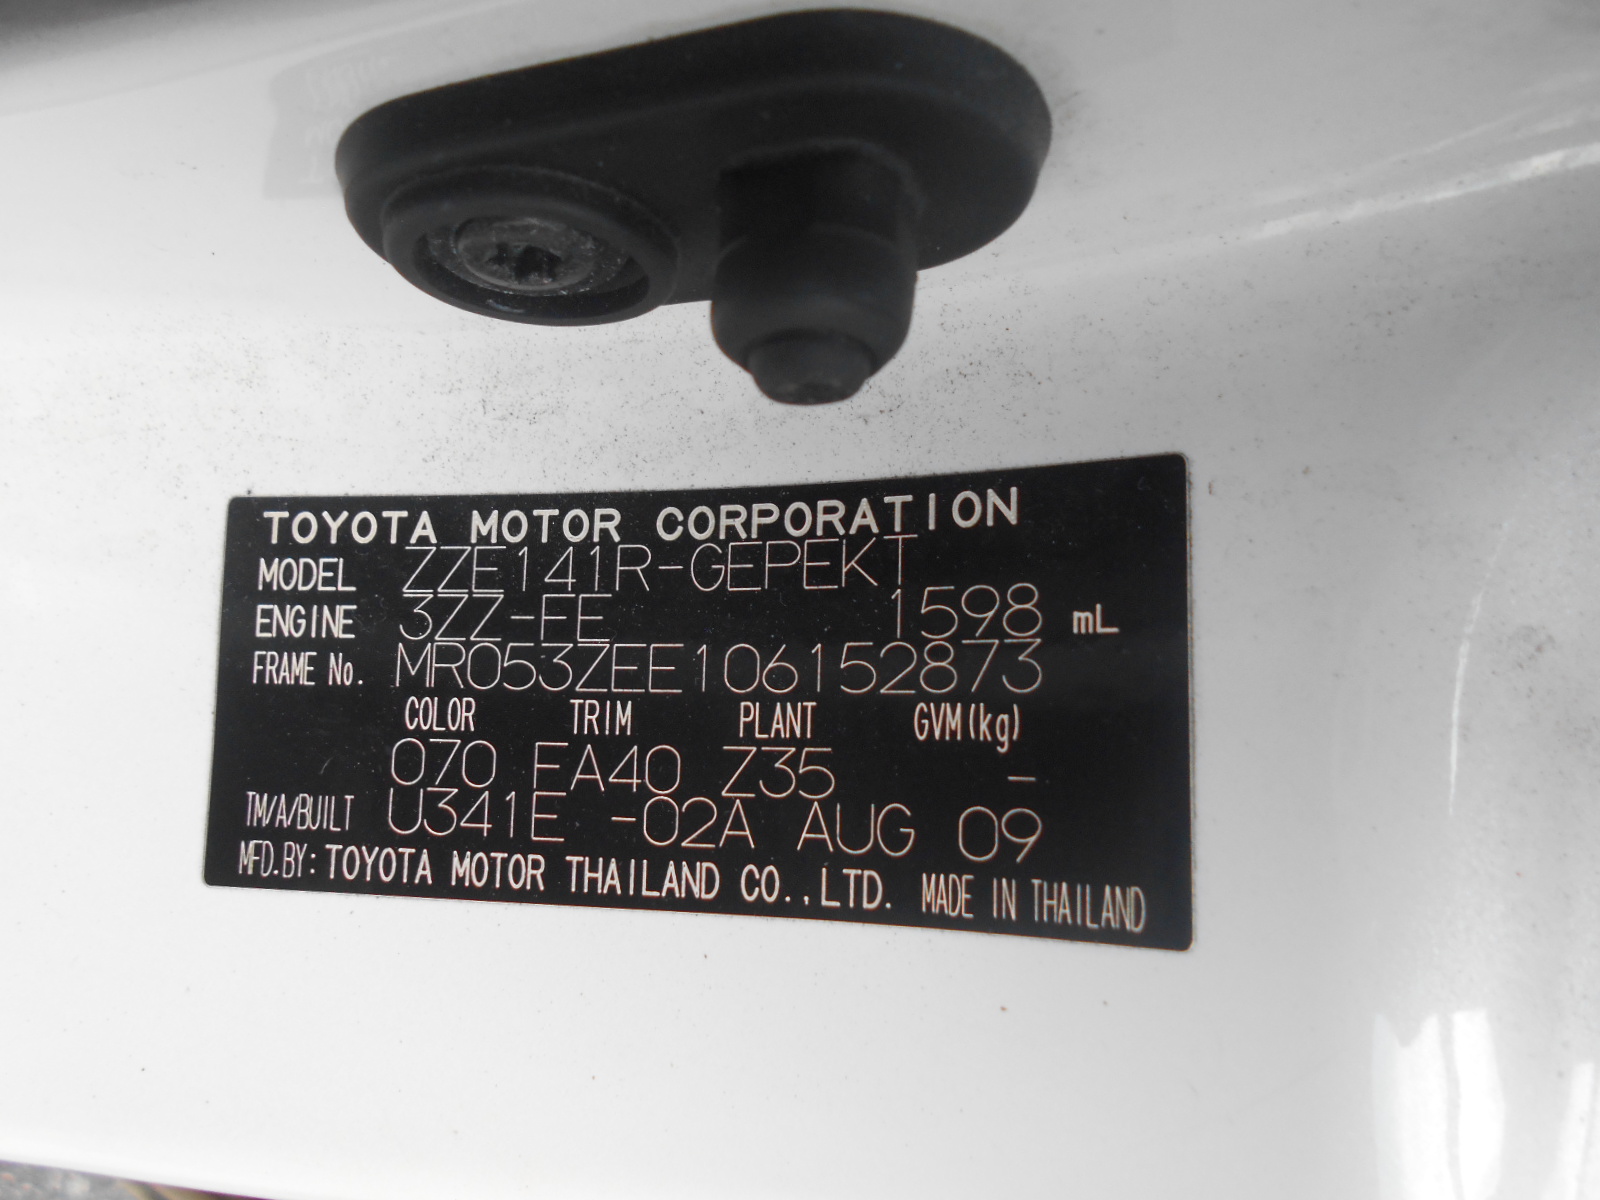 TOYOTA MOTOR CORPORATION
MODEL ZZE141R-GEPEKT
ENGINE 3ZZ-FE 1598 mL
FRAME No. MR053ZEE106152873
COLOR TRIM PLANT GVM(kg)
070 FA40 Z35 -
TM/A/BUILT U341E -02A AUG 09
MFD.BY: TOYOTA MOTOR THAILAND CO.,LTD. MADE IN THAILAND